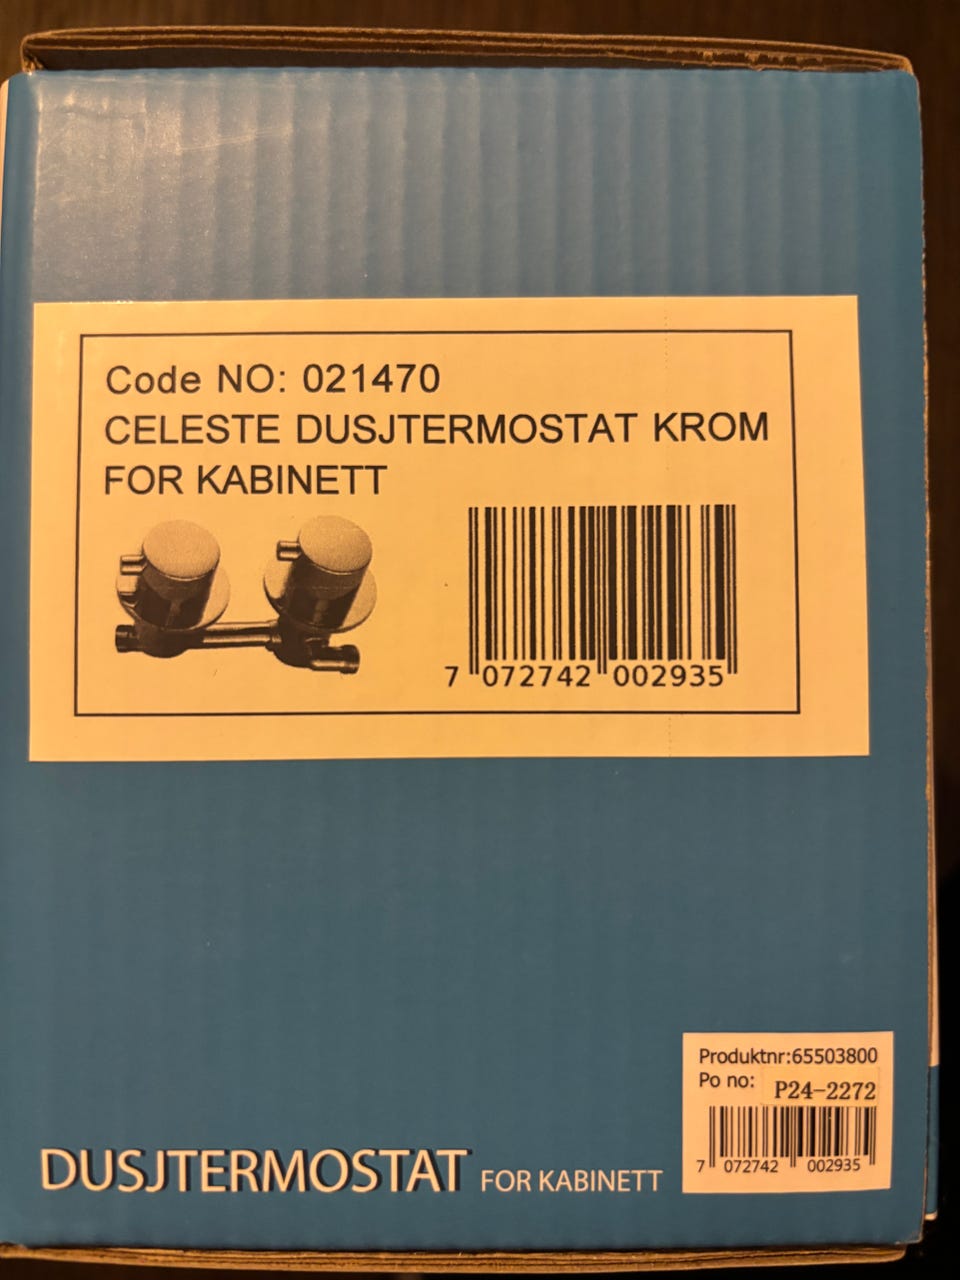 Code NO: 021470
CELESTE DUSJTERMOSTAT KROM
FOR KABINETT
7 072742 002935
Produktnr:65503800
Po no: P24-2272
7 072742 002935
DUSJTERMOSTAT FOR KABINETT